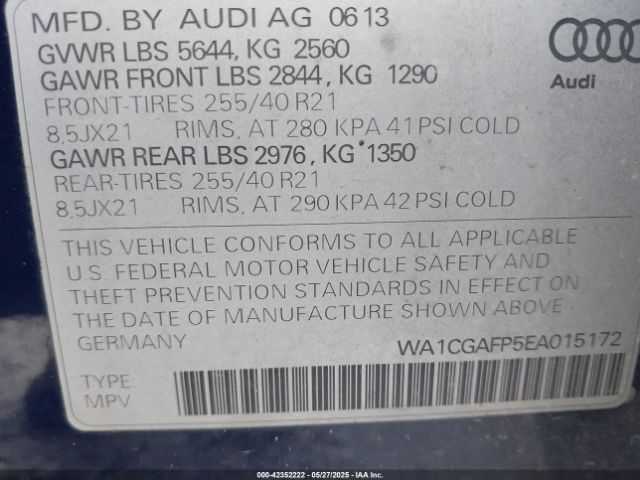 MFD. BY AUDI AG 06 13
GVWR LBS 5644, KG 2560
GAWR FRONT LBS 2844, KG 1290
FRONT-TIRES 255/40 R21
8,5JX21 RIMS, AT 280 KPA 41 PSI COLD
GAWR REAR LBS 2976, KG 1350
REAR-TIRES 255/40 R21
8,5JX21 RIMS, AT 290 KPA 42 PSI COLD
Audi
THIS VEHICLE CONFORMS TO ALL APPLICABLE
U.S. FEDERAL MOTOR VEHICLE SAFETY AND
THEFT PREVENTION STANDARDS IN EFFECT ON
THE DATE OF MANUFACTURE SHOWN ABOVE
GERMANY WA1CGAFP5EA015172
TYPE
MPV
000-42352222 - 05/27/2025 - IAA Inc.